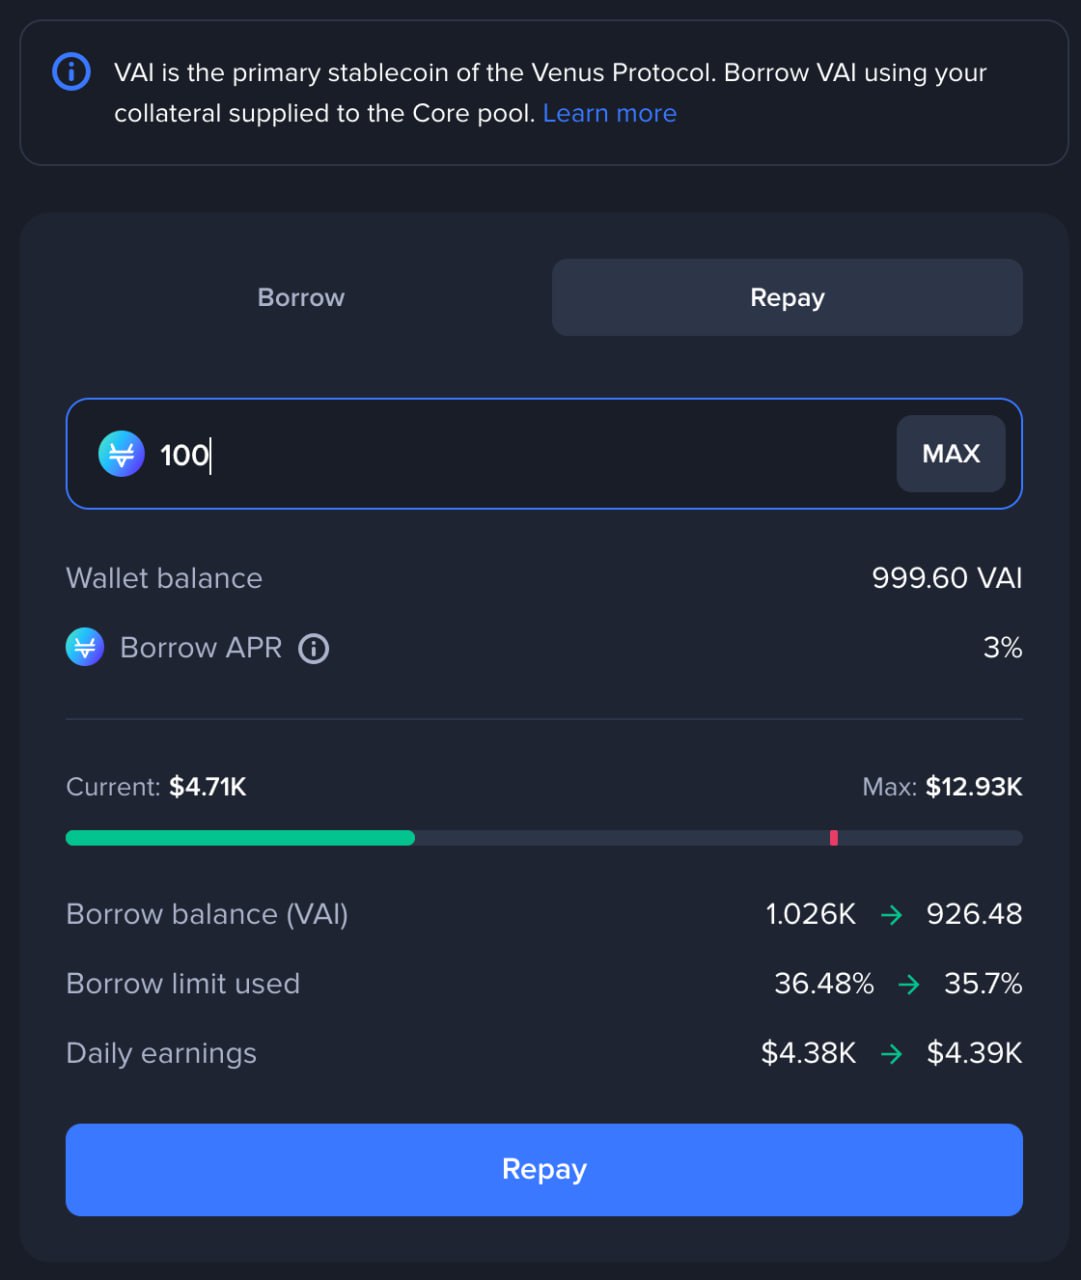 VAI is the primary stablecoin of the Venus Protocol. Borrow VAI using your
collateral supplied to the Core pool. Learn more
Borrow Repay
100 MAX
Wallet balance 999.60 VAI
Borrow APR 3%
Current: $4.71K Max: $12.93K
Borrow balance (VAI) 1.026K → 926.48
Borrow limit used 36.48% → 35.7%
Daily earnings $4.38K → $4.39K
Repay